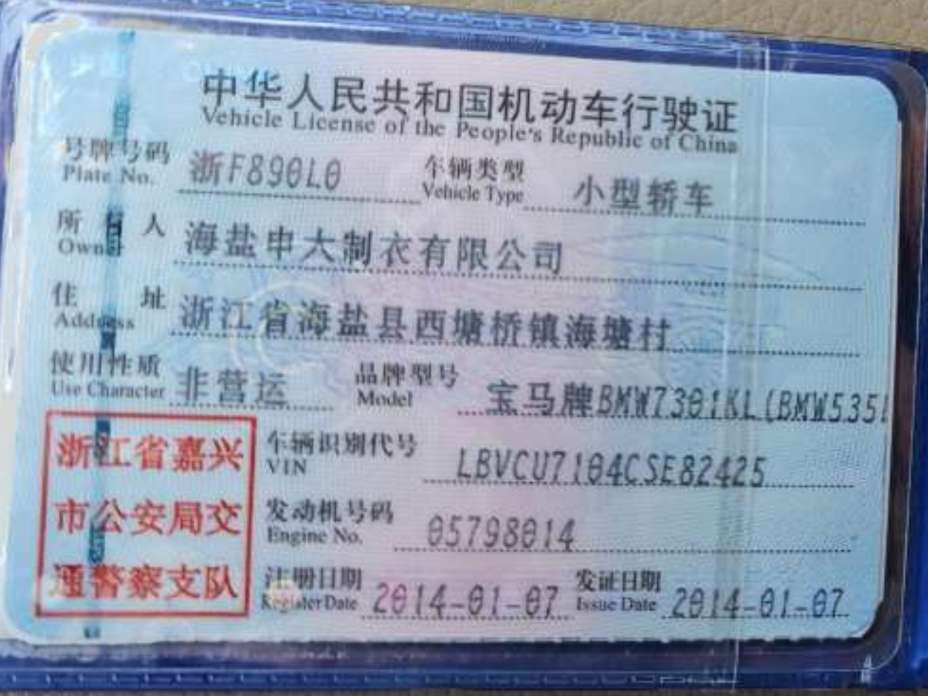 中华人民共和国机动车行驶证
Vehicle License of the People's Republic of China
号牌号码 浙F890L0 车辆类型 小型轿车
Plate No. Vehicle Type
所有人 海盐申大制衣有限公司
Owner
住址 浙江省海盐县西塘桥镇海塘村
Address
使用性质 非营运 品牌型号 宝马牌BMW7301KL(BMW535
Use Character Model
浙江省嘉兴
市公安局交
通警察支队
车辆识别代号 LBVCU7104CSE82425
VIN
发动机号码 05798014
Engine No.
注册日期 2014-01-07 发证日期 2014-01-07
Register Date Issue Date